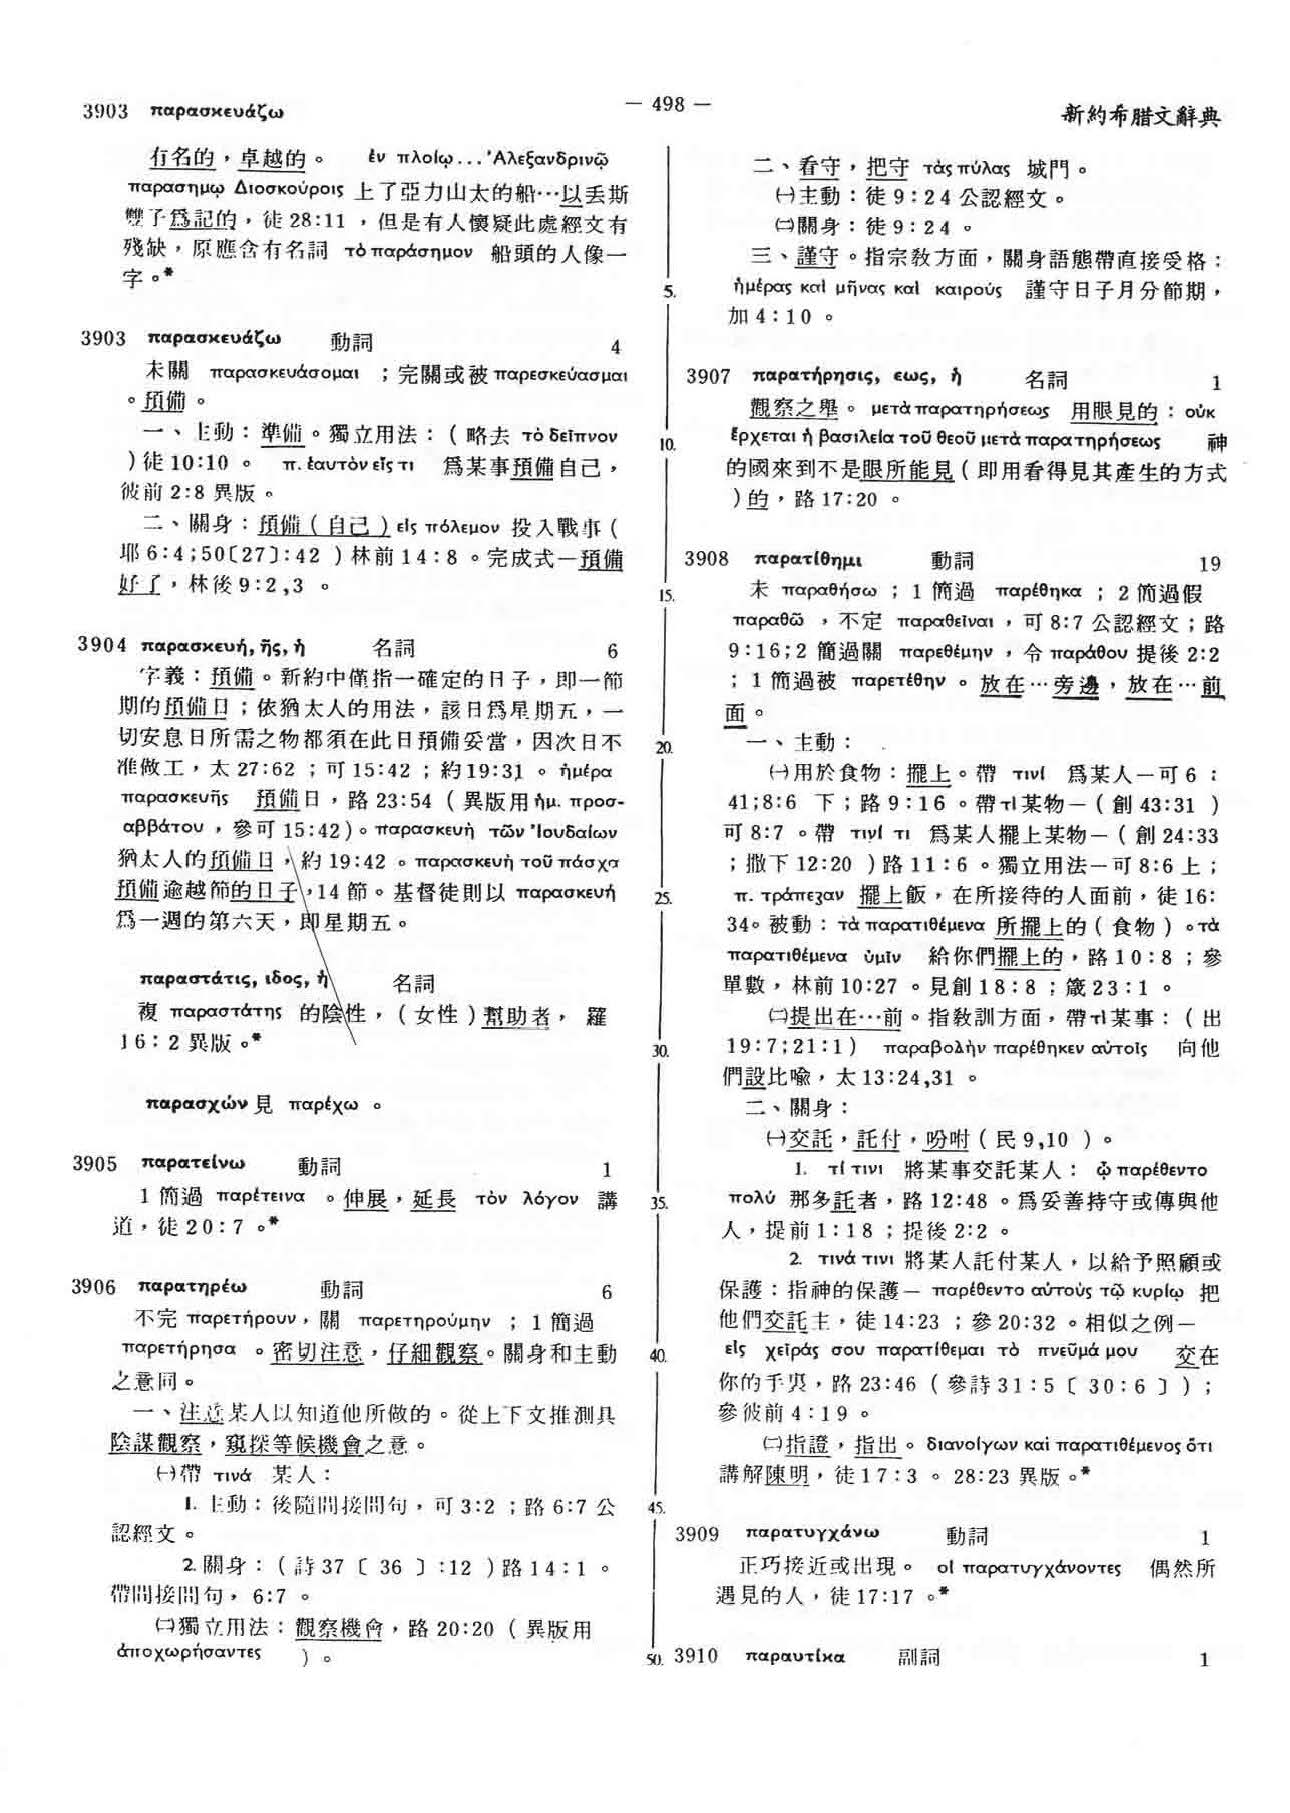 3903 παρασκευάζω
— 498 —
新約希腊文辭典
有名的，卓越的。 ἐν πλοίῳ...'Αλεξανδρινῷ
παρασημῳ Διοσκούροις 上了亞力山太的船…以丢斯
雙子爲記的，徒 28:11 ，但是有人懷疑此處經文有
殘缺，原應含有名詞 τὸ παράσημον 船頭的人像一
字。*
3903 παρασκευάζω 動詞 4
未關 παρασκευάσομαι ；完關或被 παρεσκεύασμαι
。預備。
一、主動：準備。獨立用法：( 略去 τὸ δεῖπνον
) 徒 10:10 。 π. ἑαυτὸν εἴς τι 爲某事預備自己，
彼前 2:8 異版。
二、關身：預備 ( 自己 ) εἰς πόλεμον 投入戰事 (
耶 6:4;50〔27〕:42 ) 林前 14:8 。完成式—預備
好了，林後 9:2,3 。
3904 παρασκευή, ῆς, ἡ 名詞 6
字義：預備。新約中僅指一確定的日子，即一節
期的預備日；依猶太人的用法，該日爲星期五，一
切安息日所需之物都須在此日預備妥當，因次日不
准做工，太 27:62 ；可 15:42 ；約 19:31 。 ἡμέρα
παρασκευῆς 預備日，路 23:54 ( 異版用 ἡμ. προσ-
αββάτου ，參可 15:42)。παρασκευὴ τῶν 'Ιουδαίων
猶太人的預備日，約 19:42 。παρασκευὴ τοῦ πάσχα
預備逾越節的日子，14 節。基督徒則以 παρασκευή
爲一週的第六天，即星期五。
παραστάτις, ιδος, ἡ 名詞
複 παραστάτης 的陰性，( 女性 ) 幫助者， 羅
16:2 異版。*
παρασχών 見 παρέχω 。
3905 παρατείνω 動詞 1
1 簡過 παρέτεινα 。伸展，延長 τὸν λόγον 講
道，徒 20:7 。*
3906 παρατηρέω 動詞 6
不完 παρετήρουν，關 παρετηρούμην ；1 簡過
παρετήρησα 。密切注意，仔細觀察。關身和主動
之意同。
一、注意某人以知道他所做的。從上下文推測具
陰謀觀察，窺探等候機會之意。
㈠帶 τινά 某人：
1. 主動：後隨間接問句，可 3:2 ；路 6:7 公
認經文。
2. 關身：( 詩 37 〔 36 〕:12 ) 路 14:1 。
帶間接問句， 6:7 。
㈡獨立用法：觀察機會，路 20:20 ( 異版用
ἀποχωρήσαντες )。
二、看守，把守 τὰς πύλας 城門。
㈠主動：徒 9:24 公認經文。
㈡關身：徒 9:24 。
三、謹守。指宗敎方面，關身語態帶直接受格：
ἡμέρας καὶ μῆνας καὶ καιρούς 謹守日子月分節期，
加 4:10 。
3907 παρατήρησις, εως, ἡ 名詞 1
觀察之舉。 μετὰ παρατηρήσεως 用眼見的：οὐκ
ἔρχεται ἡ βασιλεία τοῦ θεοῦ μετὰ παρατηρήσεως 神
的國來到不是眼所能見 ( 即用看得見其產生的方式
) 的，路 17:20 。
3908 παρατίθημι 動詞 19
未 παραθήσω ；1 簡過 παρέθηκα ；2 簡過假
παραθῶ ，不定 παραθεῖναι ，可 8:7 公認經文；路
9:16;2 簡過關 παρεθέμην ，令 παράθου 提後 2:2
；1 簡過被 παρετέθην 。放在…旁邊，放在…前
面。
一、主動：
㈠用於食物：擺上。帶 τινί 爲某人—可 6 :
41;8:6 下；路 9:16 。帶 τὶ 某物— ( 創 43:31 )
可 8:7 。帶 τινί τι 爲某人擺上某物— ( 創 24:33
；撒下 12:20 ) 路 11:6 。獨立用法—可 8:6 上；
π. τράπεζαν 擺上飯，在所接待的人面前，徒 16:
34。被動：τὰ παρατιθέμενα 所擺上的 ( 食物 ) 。τὰ
παρατιθέμενα ὑμῖν 給你們擺上的，路 10:8 ；參
單數，林前 10:27 。見創 18:8 ；箴 23:1 。
㈡提出在…前。指敎訓方面，帶 τὶ 某事：( 出
19:7;21:1) παραβολὴν παρέθηκεν αὐτοῖς 向他
們設比喩，太 13:24,31 。
二、關身：
㈠交託，託付，吩咐 ( 民 9,10 ) 。
1. τί τινι 將某事交託某人： ᾧ παρέθεντο
πολύ 那多託者，路 12:48 。爲妥善持守或傳與他
人，提前 1:18 ；提後 2:2 。
2. τινά τινι 將某人託付某人，以給予照顧或
保護：指神的保護— παρέθεντο αὐτοὺς τῷ κυρίῳ 把
他們交託主，徒 14:23 ；參 20:32 。相似之例—
εἰς χεῖράς σου παρατίθεμαι τὸ πνεῦμά μου 交在
你的手裏，路 23:46 ( 參詩 31:5〔 30:6 〕)；
參彼前 4:19 。
㈡指證，指出。 διανοίγων καὶ παρατιθέμενος ὅτι
講解陳明，徒 17:3 。 28:23 異版。*
3909 παρατυγχάνω 動詞 1
正巧接近或出現。 οἱ παρατυγχάνοντες 偶然所
遇見的人，徒 17:17 。*
3910 παραυτίκα 副詞 1
5.
10.
15.
20.
25.
30.
35.
40.
45.
50.